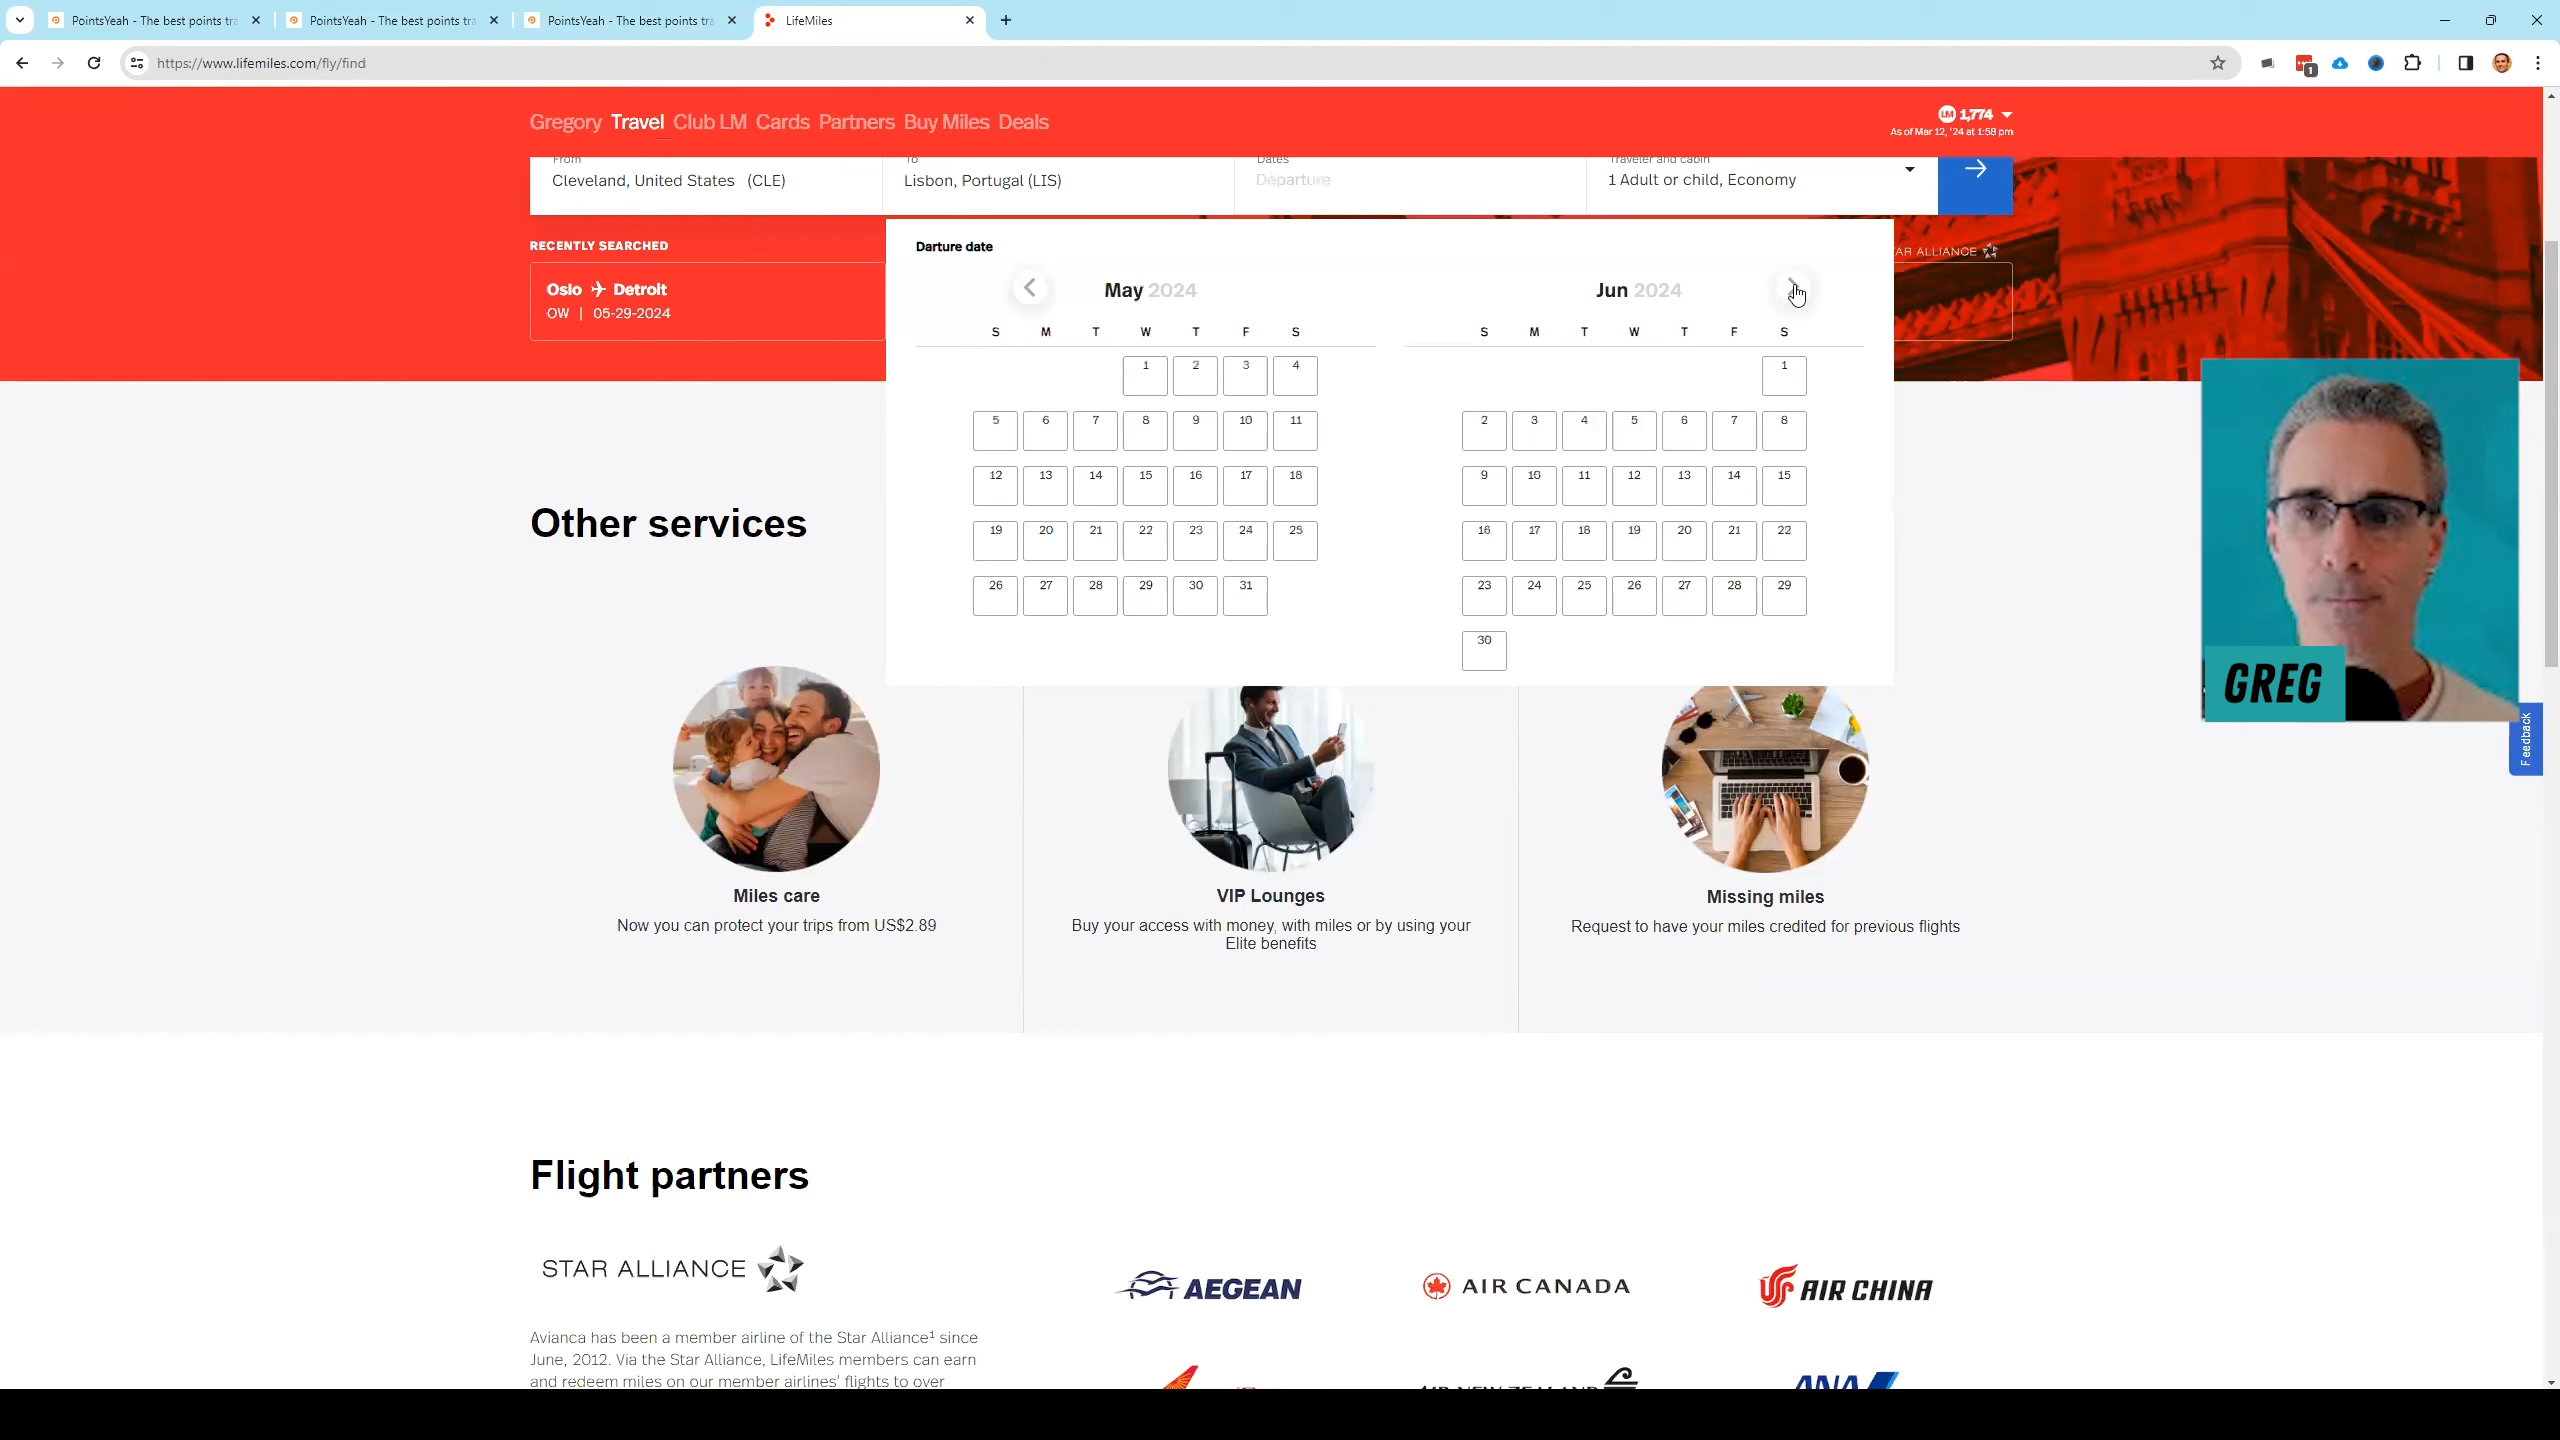 PointsYeah - The best points tra
PointsYeah - The best points tra
PointsYeah - The best points tra
LifeMiles
https://www.lifemiles.com/fly/find
1
Gregory Travel Club LM Cards Partners Buy Miles Deals
LM 1,774
As of Mar 12, '24 at 1:58 pm
From
Cleveland, United States (CLE)
To
Lisbon, Portugal (LIS)
Dates
Departure
Traveler and cabin
1 Adult or child, Economy
RECENTLY SEARCHED
Oslo Detroit
OW | 05-29-2024
AR ALLIANCE
Darture date
May 2024
S M T W T F S
1 2 3 4
5 6 7 8 9 10 11
12 13 14 15 16 17 18
19 20 21 22 23 24 25
26 27 28 29 30 31
Jun 2024
S M T W T F S
1
2 3 4 5 6 7 8
9 10 11 12 13 14 15
16 17 18 19 20 21 22
23 24 25 26 27 28 29
30
GREG
Feedback
Other services
Miles care
Now you can protect your trips from US$2.89
VIP Lounges
Buy your access with money, with miles or by using your
Elite benefits
Missing miles
Request to have your miles credited for previous flights
Flight partners
STAR ALLIANCE
Avianca has been a member airline of the Star Alliance¹ since
June, 2012. Via the Star Alliance, LifeMiles members can earn
and redeem miles on our member airlines' flights to over
AEGEAN
AIR CANADA
AIR CHINA
AIR NEW ZEALAND
ANA